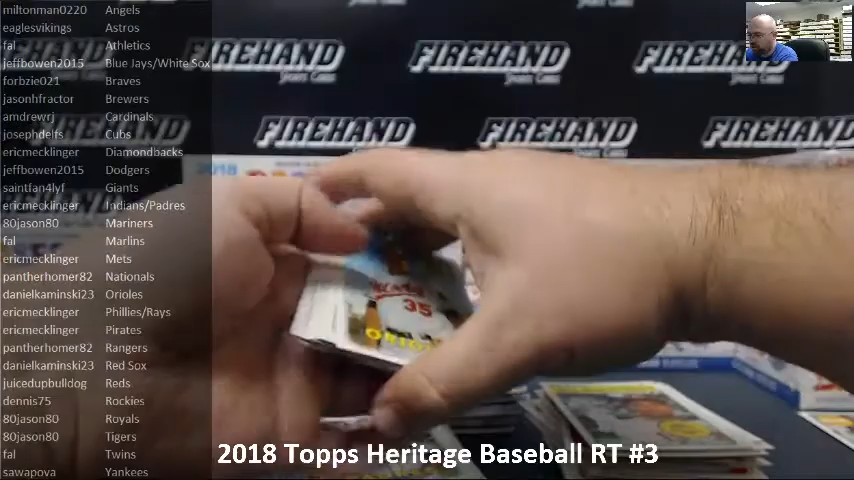 miltonman0220 Angels
eaglesvikings Astros
fal Athletics
jeffbowen2015 Blue Jays/White Sox
forbzie021 Braves
jasonhfractor Brewers
amdrewrj Cardinals
josephdelfs Cubs
ericmecklinger Diamondbacks
jeffbowen2015 Dodgers
saintfan4lyf Giants
ericmecklinger Indians/Padres
80jason80 Mariners
fal Marlins
ericmecklinger Mets
pantherhomer82 Nationals
danielkaminski23 Orioles
ericmecklinger Phillies/Rays
ericmecklinger Pirates
pantherhomer82 Rangers
danielkaminski23 Red Sox
juicedupbulldog Reds
dennis75 Rockies
80jason80 Royals
80jason80 Tigers
fal Twins
sawapova Yankees
FIREHAND
FIREHAND
FIREHAND
FIREHAND
FIREHAND
FIREHAND
2018
35
2018 Topps Heritage Baseball RT #3